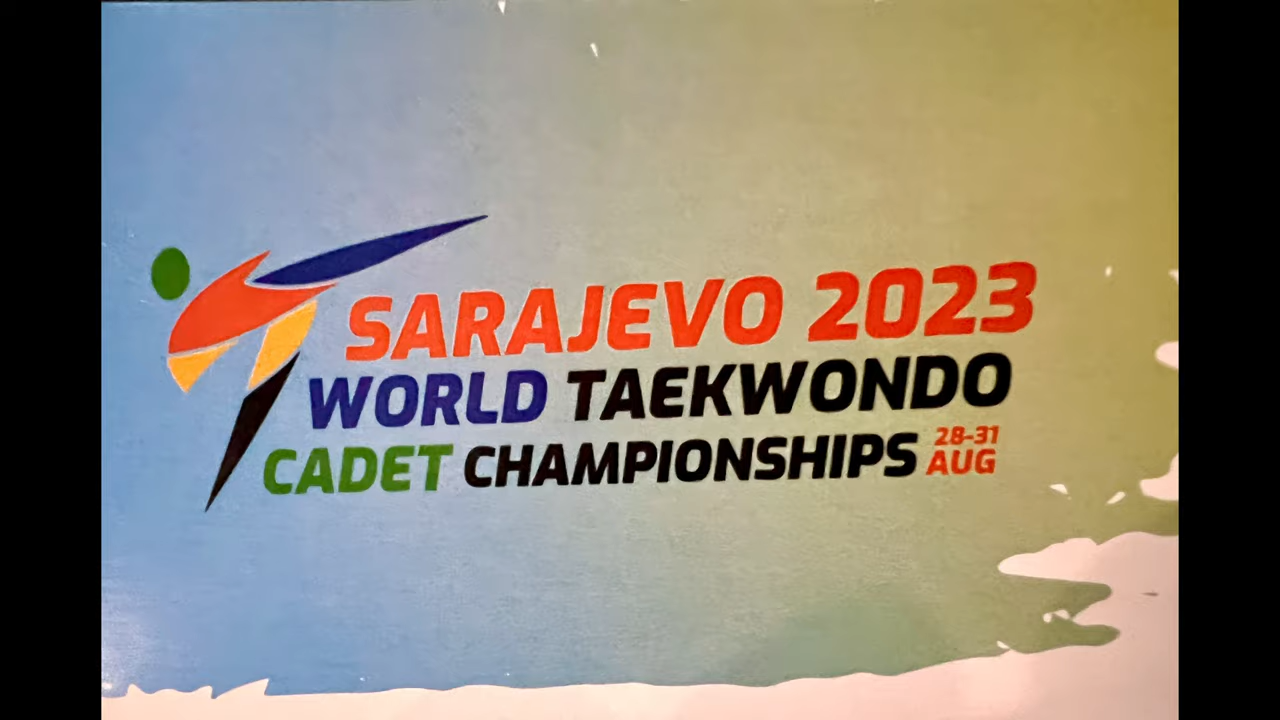 SARAJEVO 2023
WORLD TAEKWONDO
CADET CHAMPIONSHIPS
28-31
AUG